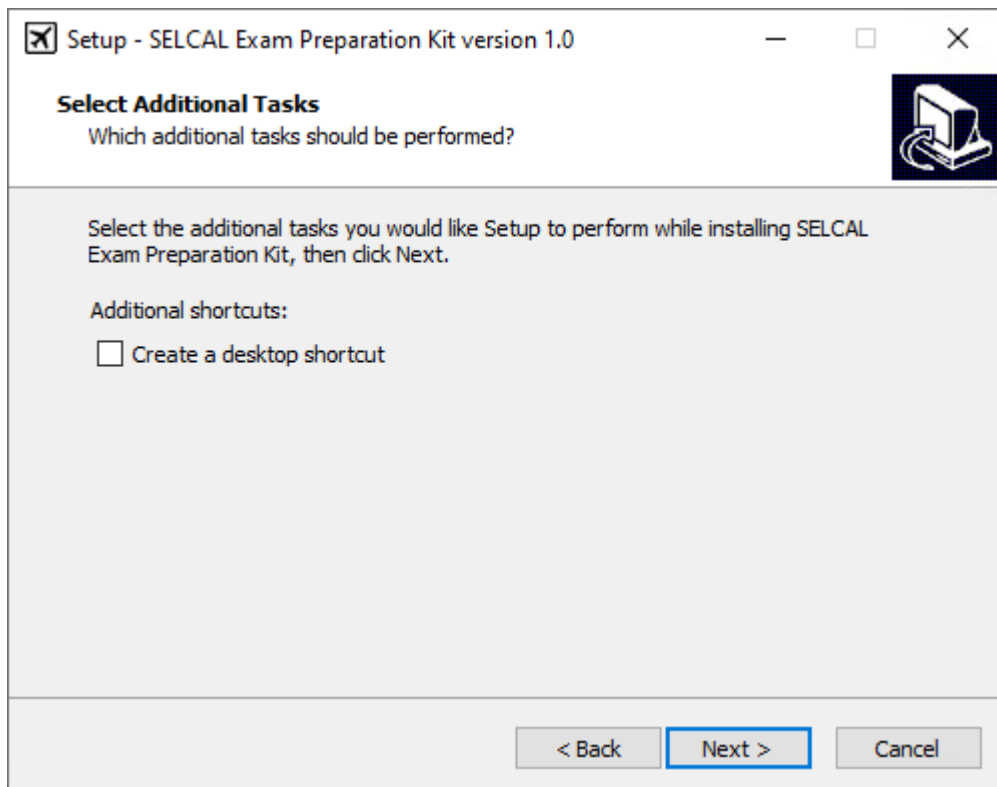 Setup - SELCAL Exam Preparation Kit version 1.0
Select Additional Tasks
Which additional tasks should be performed?
Select the additional tasks you would like Setup to perform while installing SELCAL
Exam Preparation Kit, then click Next.
Additional shortcuts:
Create a desktop shortcut
< Back
Next >
Cancel